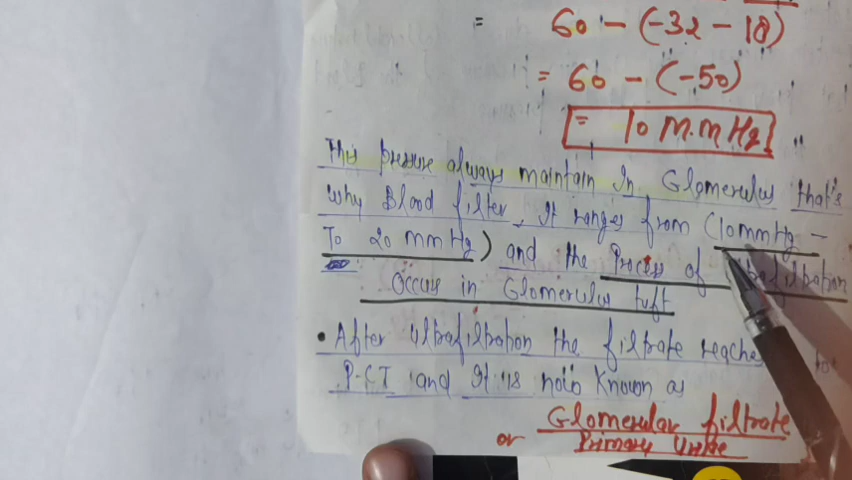 = 60 - (-32 - 18)
= 60 - (-50)
= 10 M.m Hg
This pressure always maintain In Glomerulus that's
why Blood filter, It ranges from (10mmHg -
To 20 mmHg) and the Process of
Occurs in Glomerulus tuft
• After Ultrafiltration the filtrate reaches
P.CT and It is now Known as
Glomerular filtrate
or Primary Urine